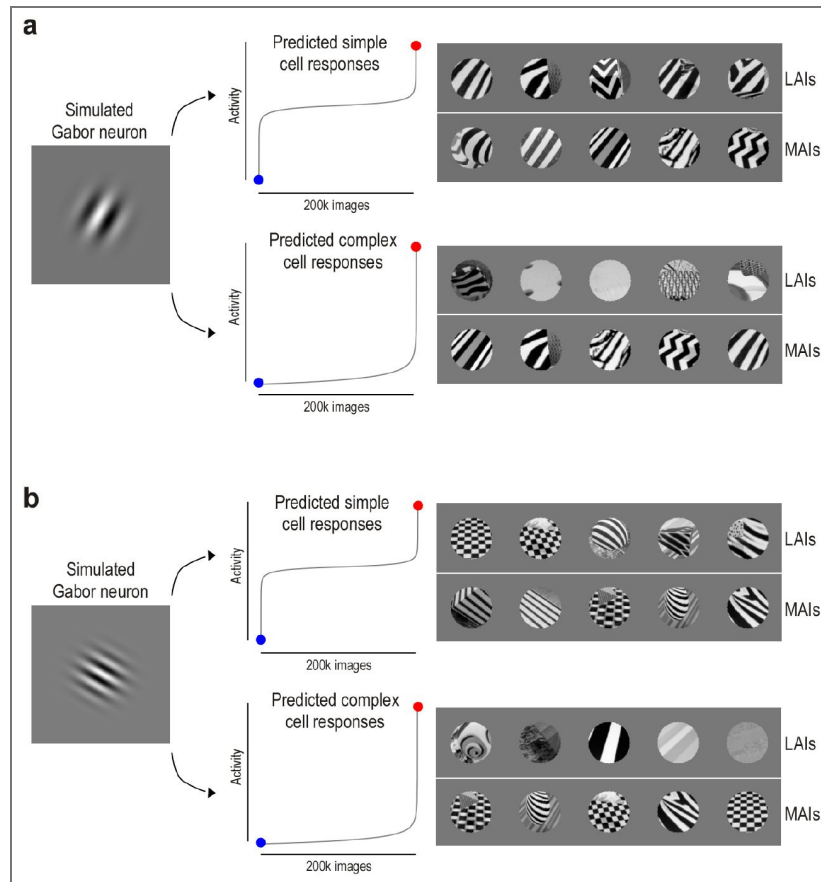 a
Simulated
Gabor neuron
Predicted simple
cell responses
Activity
200k images
LAIs
MAIs
Predicted complex
cell responses
Activity
200k images
LAIs
MAIs
b
Simulated
Gabor neuron
Predicted simple
cell responses
Activity
200k images
LAIs
MAIs
Predicted complex
cell responses
Activity
200k images
LAIs
MAIs